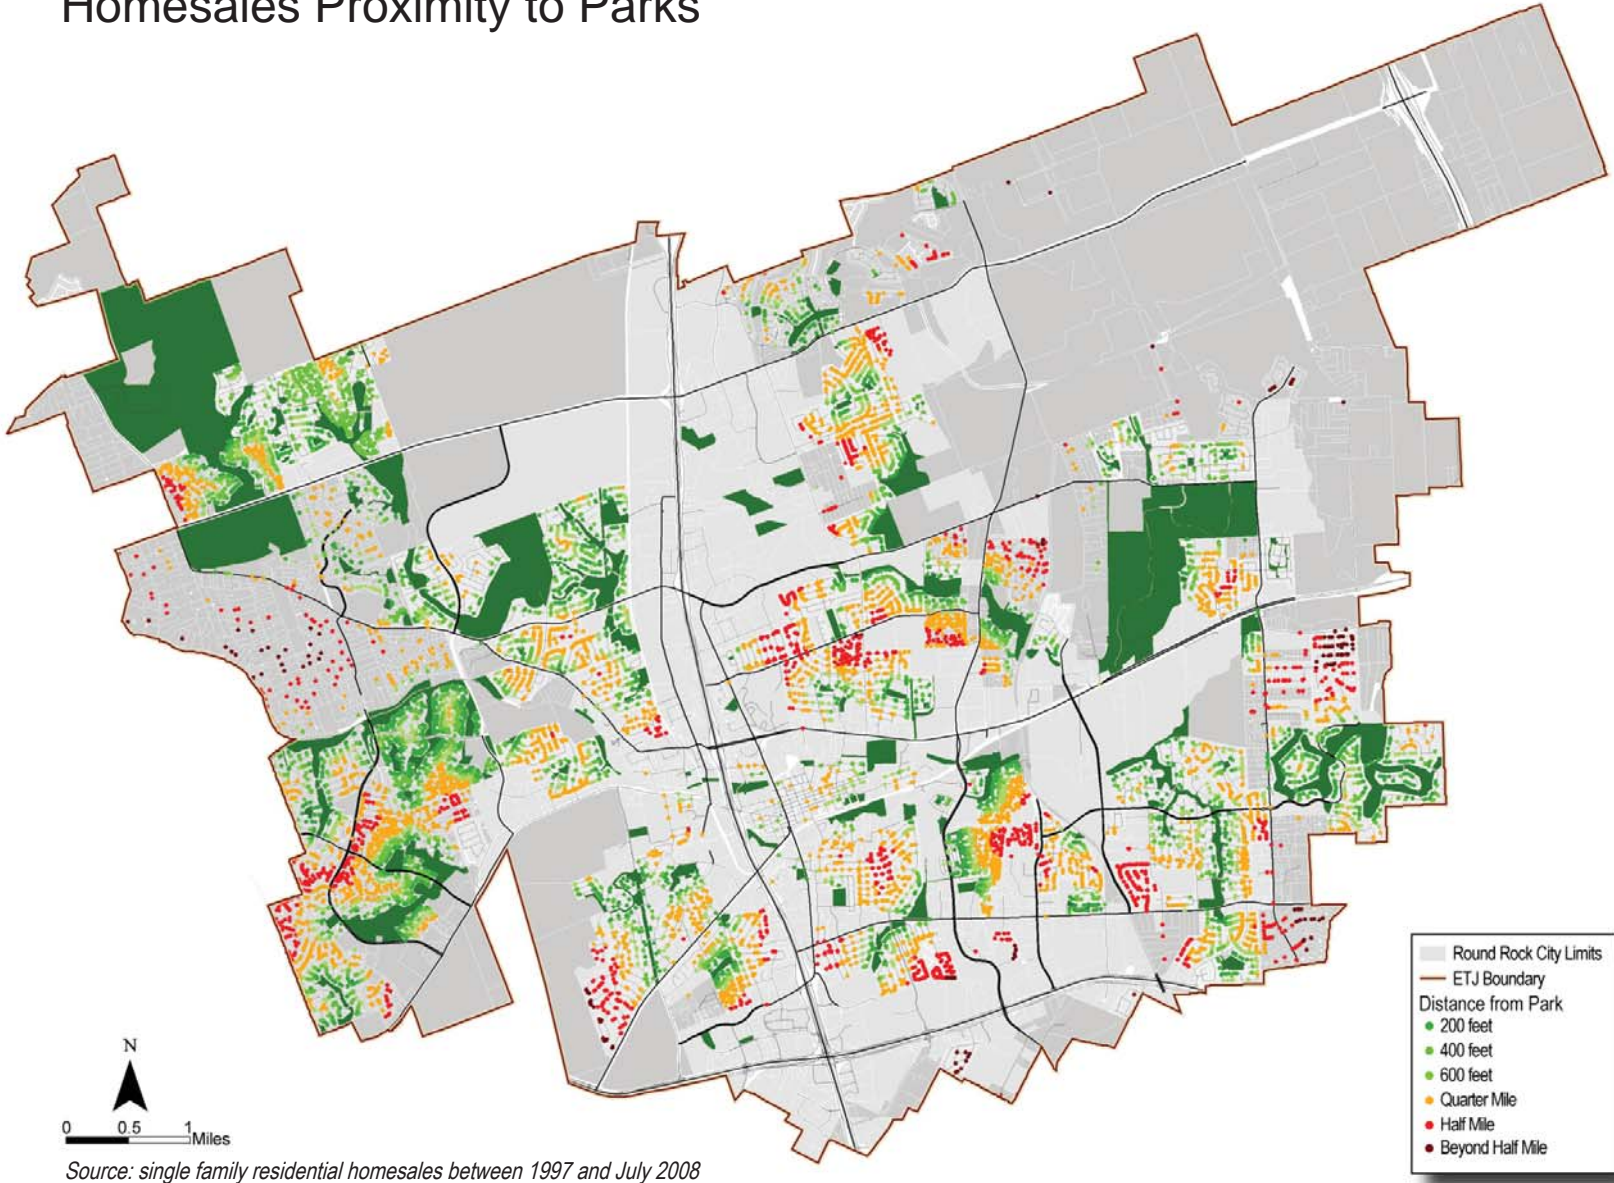 Homesales Proximity to Parks
Round Rock City Limits
ETJ Boundary
Distance from Park
200 feet
400 feet
600 feet
Quarter Mile
Half Mile
Beyond Half Mile
N
0 0.5 1
Miles
Source: single family residential homesales between 1997 and July 2008